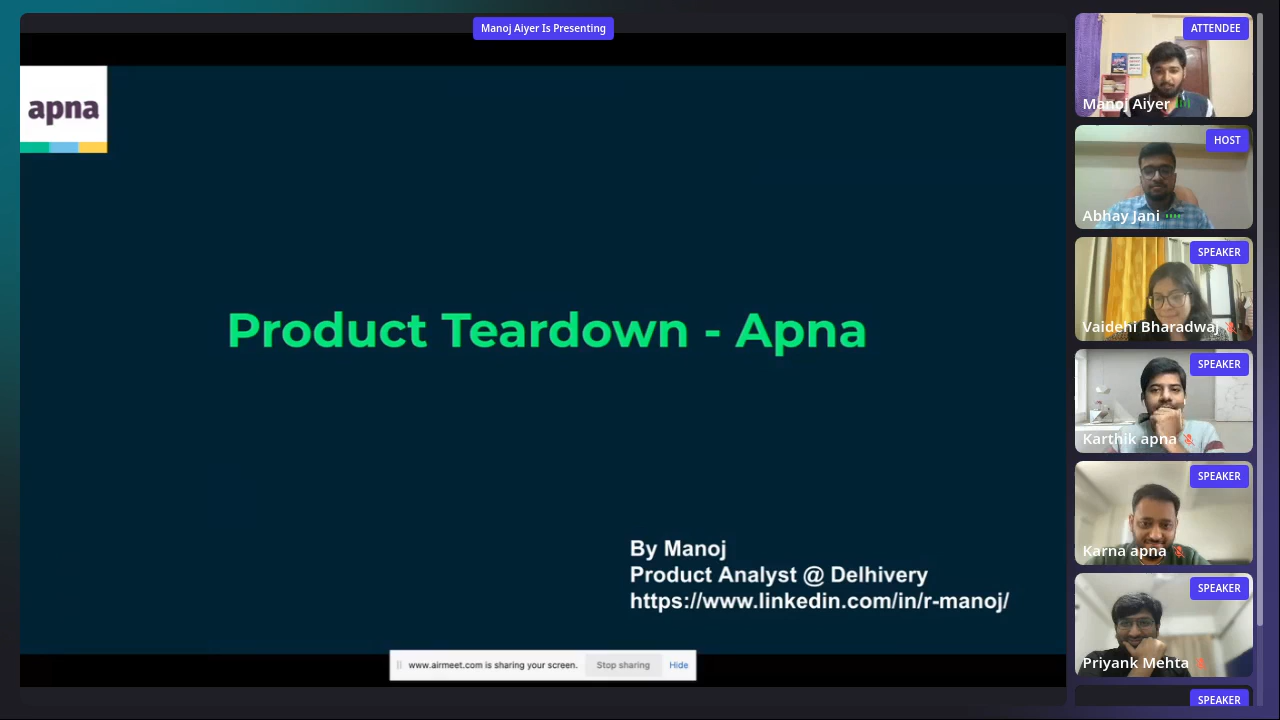 Manoj Aiyer Is Presenting
apna
Product Teardown - Apna
By Manoj
Product Analyst @ Delhivery
https://www.linkedin.com/in/r-manoj/
www.airmeet.com is sharing your screen.
Stop sharing
Hide
ATTENDEE
Manoj Aiyer
HOST
Abhay Jani
SPEAKER
Vaidehi Bharadwaj
SPEAKER
Karthik apna
SPEAKER
Karna apna
SPEAKER
Priyank Mehta
SPEAKER